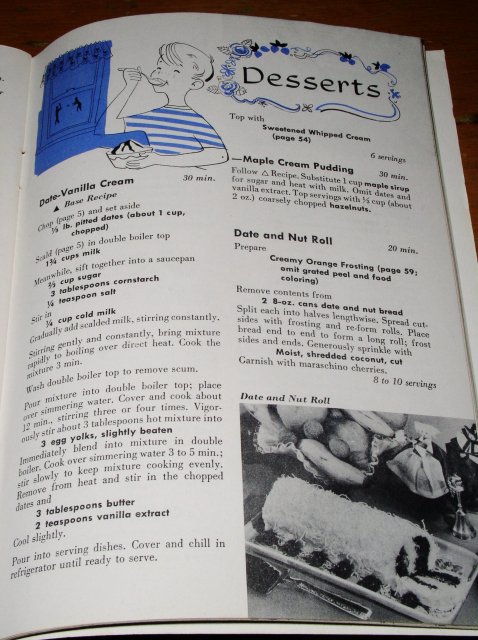 Desserts
Date-Vanilla Cream 30 min.
▲ Base Recipe
Chop (page 5) and set aside
½ lb. pitted dates (about 1 cup,
chopped)
Scald (page 5) in double boiler top
1¾ cups milk
Meanwhile, sift together into a saucepan
⅔ cup sugar
3 tablespoons cornstarch
¼ teaspoon salt
Stir in
¼ cup cold milk
Gradually add scalded milk, stirring constantly.
Stirring gently and constantly, bring mixture
rapidly to boiling over direct heat. Cook the
mixture 3 min.
Wash double boiler top to remove scum.
Pour mixture into double boiler top; place
over simmering water. Cover and cook about
12 min., stirring three or four times. Vigor-
ously stir about 3 tablespoons hot mixture into
3 egg yolks, slightly beaten
Immediately blend into mixture in double
boiler. Cook over simmering water 3 to 5 min.;
stir slowly to keep mixture cooking evenly.
Remove from heat and stir in the chopped
dates and
3 tablespoons butter
2 teaspoons vanilla extract
Cool slightly.
Pour into serving dishes. Cover and chill in
refrigerator until ready to serve.
Top with
Sweetened Whipped Cream
(page 54)
6 servings
—Maple Cream Pudding 30 min.
Follow △ Recipe. Substitute 1 cup maple sirup
for sugar and heat with milk. Omit dates and
vanilla extract. Top servings with ½ cup (about
2 oz.) coarsely chopped hazelnuts.
Date and Nut Roll 20 min.
Prepare
Creamy Orange Frosting (page 59;
omit grated peel and food
coloring)
Remove contents from
2 8-oz. cans date and nut bread
Split each into halves lengthwise. Spread cut-
sides with frosting and re-form rolls. Place
bread end to end to form a long roll; frost
sides and ends. Generously sprinkle with
Moist, shredded coconut, cut
Garnish with maraschino cherries.
8 to 10 servings
Date and Nut Roll